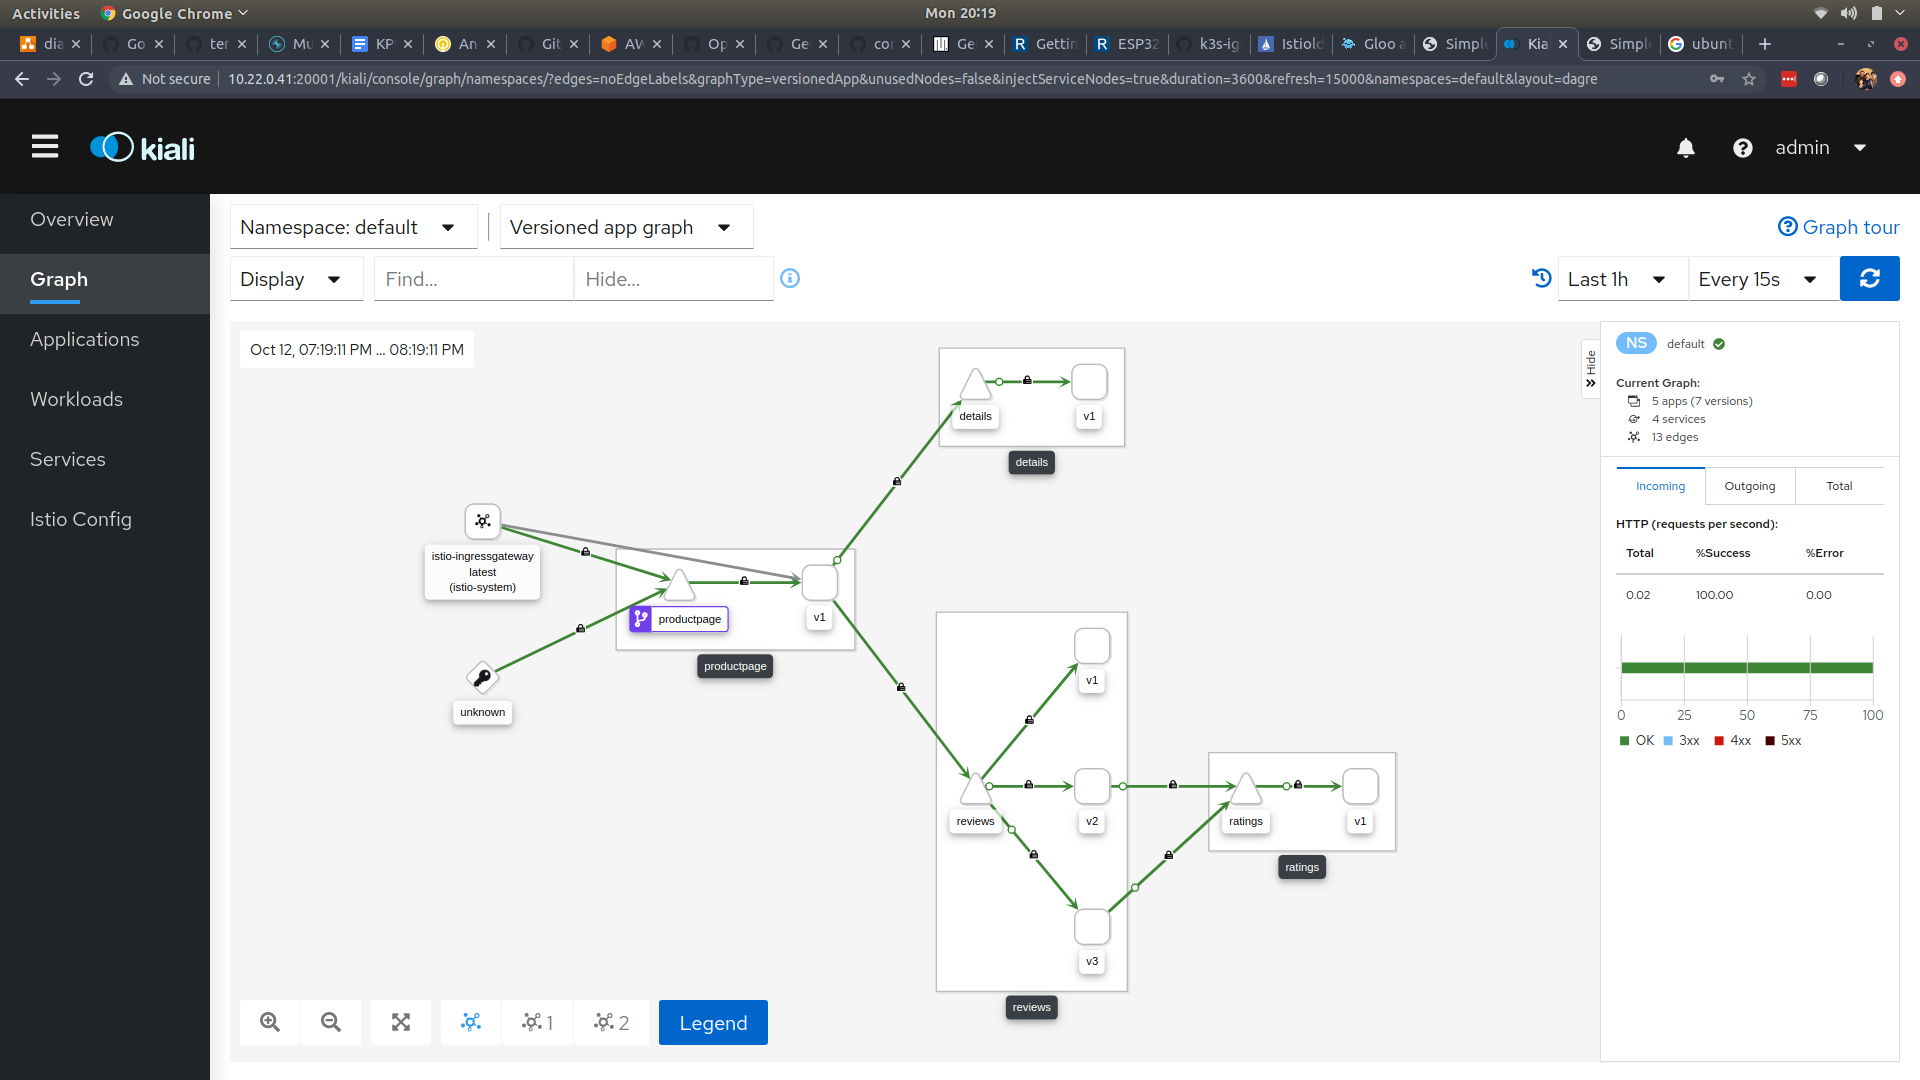 Activities
Google Chrome
Mon 20:19
dia
Go
ter
Mu
KP
An
Git
AW
Op
Ge
co
Ge
Gettin
ESP32
k3s-ig
Istiold
Gloo a
Simpl
Kia
Simpl
ubunt
Not secure
10.22.0.41:20001/kiali/console/graph/namespaces/?edges=noEdgeLabels&graphType=versionedApp&unusedNodes=false&injectServiceNodes=true&duration=3600&refresh=15000&namespaces=default&layout=dagre
kiali
admin
Overview
Graph
Applications
Workloads
Services
Istio Config
Namespace: default
Versioned app graph
Graph tour
Display
Find...
Hide...
Last 1h
Every 15s
Oct 12, 07:19:11 PM ... 08:19:11 PM
details
v1
details
istio-ingressgateway
latest
(istio-system)
productpage
v1
productpage
unknown
v1
reviews
v2
ratings
v1
ratings
v3
reviews
1
2
Legend
Hide
NS
default
Current Graph:
5 apps (7 versions)
4 services
13 edges
Incoming
Outgoing
Total
HTTP (requests per second):
Total %Success %Error
0.02 100.00 0.00
0 25 50 75 100
OK 3xx 4xx 5xx